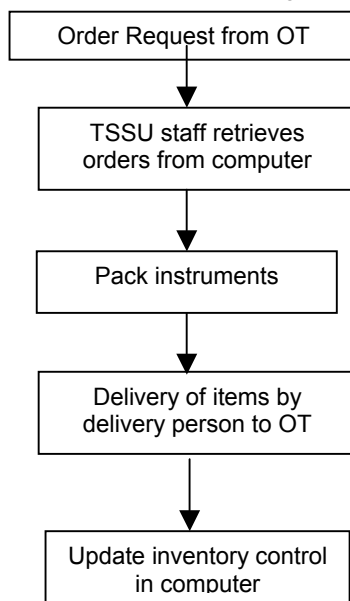 Order Request from OT
TSSU staff retrieves
orders from computer
Pack instruments
Delivery of items by
delivery person to OT
Update inventory control
in computer